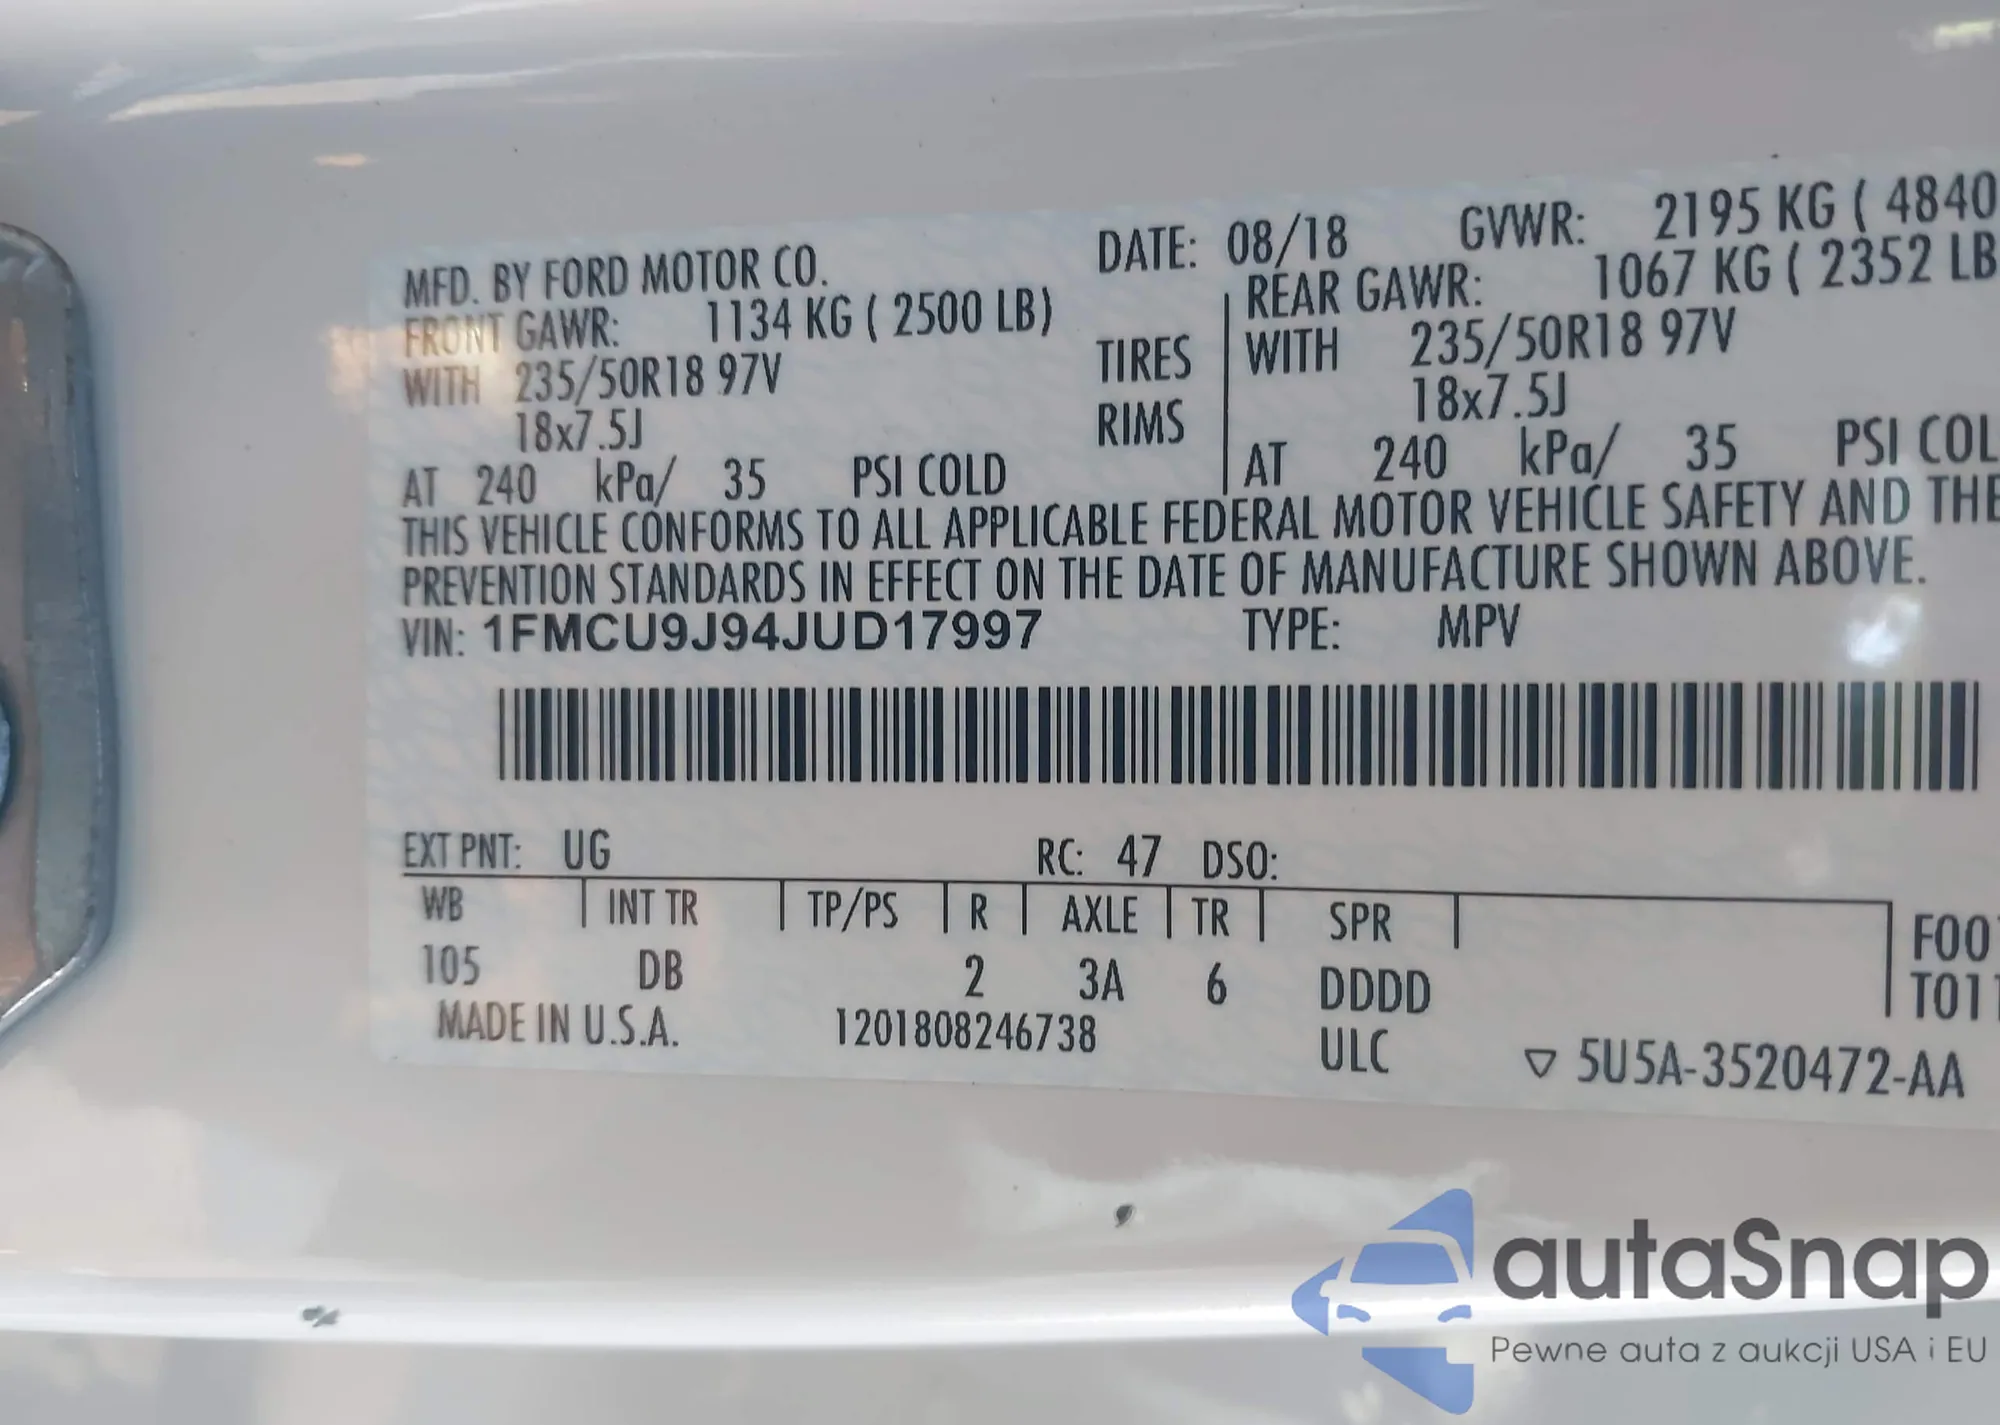 MFD. BY FORD MOTOR CO. DATE: 08/18 GVWR: 2195 KG ( 4840
FRONT GAWR: 1134 KG ( 2500 LB) REAR GAWR: 1067 KG ( 2352 LB
WITH 235/50R18 97V TIRES WITH 235/50R18 97V
18x7.5J RIMS 18x7.5J
AT 240 kPa/ 35 PSI COLD AT 240 kPa/ 35 PSI COL
THIS VEHICLE CONFORMS TO ALL APPLICABLE FEDERAL MOTOR VEHICLE SAFETY AND THE
PREVENTION STANDARDS IN EFFECT ON THE DATE OF MANUFACTURE SHOWN ABOVE.
VIN: 1FMCU9J94JUD17997 TYPE: MPV
EXT PNT: UG RC: 47 DSO:
WB INT TR TP/PS R AXLE TR SPR F00
105 DB 2 3A 6 DDDD T011
MADE IN U.S.A. 1201808246738 ULC ▽ 5U5A-3520472-AA
autaSnap
Pewne auta z aukcji USA i EU